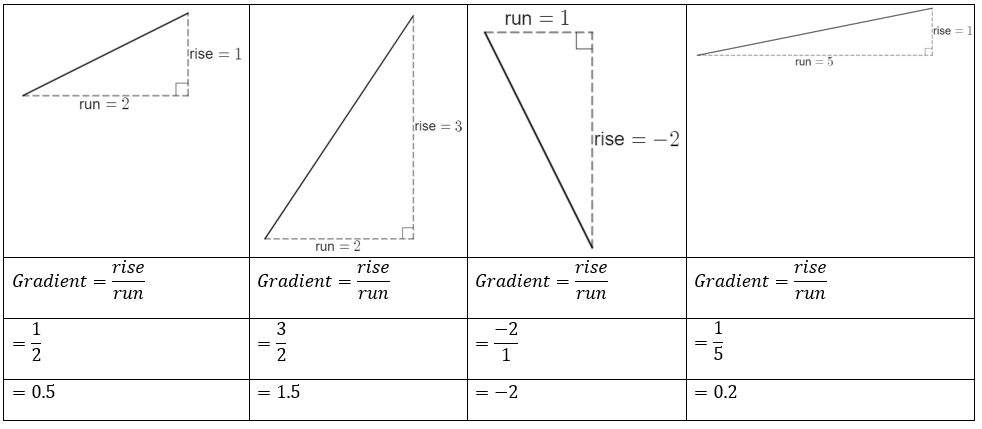 rise = 1
run = 2
rise = 3
run = 2
run = 1
rise = −2
rise = 1
run = 5
Gradient = rise/run
Gradient = rise/run
Gradient = rise/run
Gradient = rise/run
= 1/2
= 3/2
= −2/1
= 1/5
= 0.5
= 1.5
= −2
= 0.2